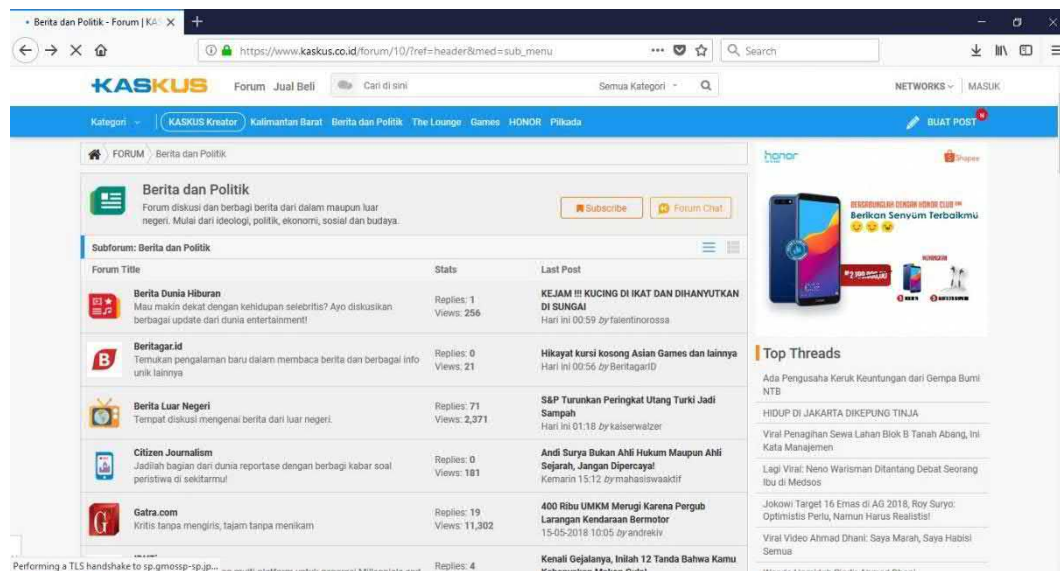 Berita dan Politik - Forum | KA
https://www.kaskus.co.id/forum/10/?ref=header&med=sub_menu
Search
KASKUS
Forum Jual Beli
Cari di sini
Semua Kategori
NETWORKS
MASUK
Kategori
KASKUS Kreator
Kalimantan Barat Berita dan Politik The Lounge Games HONOR Pilkada
BUAT POST
FORUM Berita dan Politik
Berita dan Politik
Forum diskusi dan berbagi berita dari dalam maupun luar
negeri. Mulai dari ideologi, politik, ekonomi, sosial dan budaya.
Subscribe
Forum Chat
Subforum: Berita dan Politik
Forum Title Stats Last Post
Berita Dunia Hiburan
Mau makin dekat dengan kehidupan selebritis? Ayo diskusikan
berbagai update dari dunia entertainment!
Replies: 1
Views: 256
KEJAM !!! KUCING DI IKAT DAN DIHANYUTKAN
DI SUNGAI
Hari ini 00:59 by falentinorossa
Beritagar.id
Temukan pengalaman baru dalam membaca berita dan berbagai info
unik lainnya
Replies: 0
Views: 21
Hikayat kursi kosong Asian Games dan lainnya
Hari ini 00:56 by BeritagarID
Berita Luar Negeri
Tempat diskusi mengenai berita dari luar negeri.
Replies: 71
Views: 2,371
S&P Turunkan Peringkat Utang Turki Jadi
Sampah
Hari ini 01:18 by kaiserwalzer
Citizen Journalism
Jadilah bagian dari dunia reportase dengan berbagi kabar soal
peristiwa di sekitarmu!
Replies: 0
Views: 181
Andi Surya Bukan Ahli Hukum Maupun Ahli
Sejarah, Jangan Dipercaya!
Kemarin 15:12 by mahasiswaaktif
Gatra.com
Kritis tanpa mengiris, tajam tanpa menikam
Replies: 19
Views: 11,302
400 Ribu UMKM Merugi Karena Pergub
Larangan Kendaraan Bermotor
15-05-2018 10:05 by andrekiv
Replies: 4
Kenali Gejalanya, Inilah 12 Tanda Bahwa Kamu
honor
Shopee
BERGABUNGLAH DENGAN HONOR CLUB
Berikan Senyum Terbaikmu
Top Threads
Ada Pengusaha Keruk Keuntungan dari Gempa Bumi
NTB
HIDUP DI JAKARTA DIKEPUNG TINJA
Viral Penagihan Sewa Lahan Blok B Tanah Abang, Ini
Kata Manajemen
Lagi Viral: Neno Warisman Ditantang Debat Seorang
Ibu di Medsos
Jokowi Target 16 Emas di AG 2018, Roy Suryo:
Optimistis Perlu, Namun Harus Realistis!
Viral Video Ahmad Dhani: Saya Marah, Saya Habisi
Semua
Performing a TLS handshake to sp.gmossp-sp.jp...